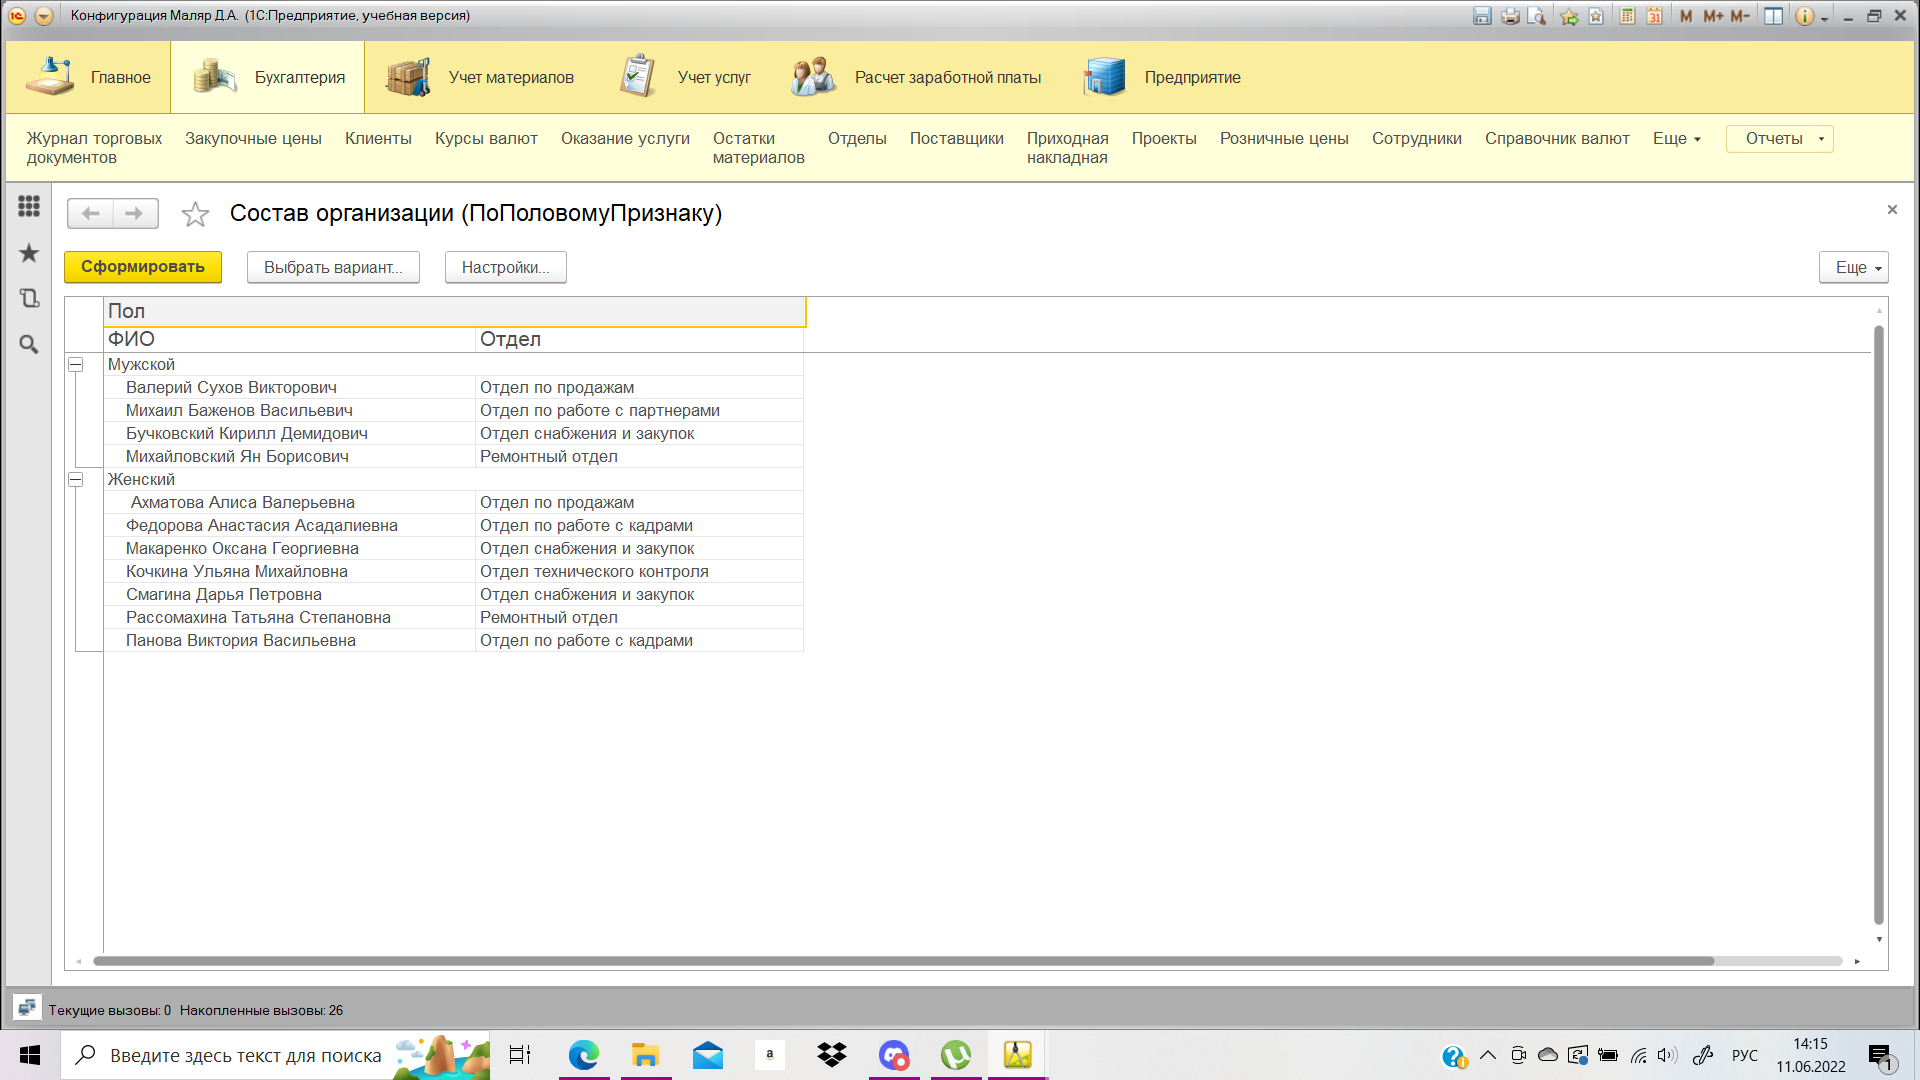 Конфигурация Маляр Д.А. (1С:Предприятие, учебная версия)
M M+ M-
Главное
Бухгалтерия
Учет материалов
Учет услуг
Расчет заработной платы
Предприятие
Журнал торговых документов
Закупочные цены
Клиенты
Курсы валют
Оказание услуги
Остатки материалов
Отделы
Поставщики
Приходная накладная
Проекты
Розничные цены
Сотрудники
Справочник валют
Еще
Отчеты
Состав организации (ПоПоловомуПризнаку)
Сформировать
Выбрать вариант...
Настройки...
Еще
Пол
ФИО Отдел
Мужской
Валерий Сухов Викторович Отдел по продажам
Михаил Баженов Васильевич Отдел по работе с партнерами
Бучковский Кирилл Демидович Отдел снабжения и закупок
Михайловский Ян Борисович Ремонтный отдел
Женский
Ахматова Алиса Валерьевна Отдел по продажам
Федорова Анастасия Асадалиевна Отдел по работе с кадрами
Макаренко Оксана Георгиевна Отдел снабжения и закупок
Кочкина Ульяна Михайловна Отдел технического контроля
Смагина Дарья Петровна Отдел снабжения и закупок
Рассомахина Татьяна Степановна Ремонтный отдел
Панова Виктория Васильевна Отдел по работе с кадрами
Текущие вызовы: 0 Накопленные вызовы: 26
Введите здесь текст для поиска
a
РУС
14:15
11.06.2022
1